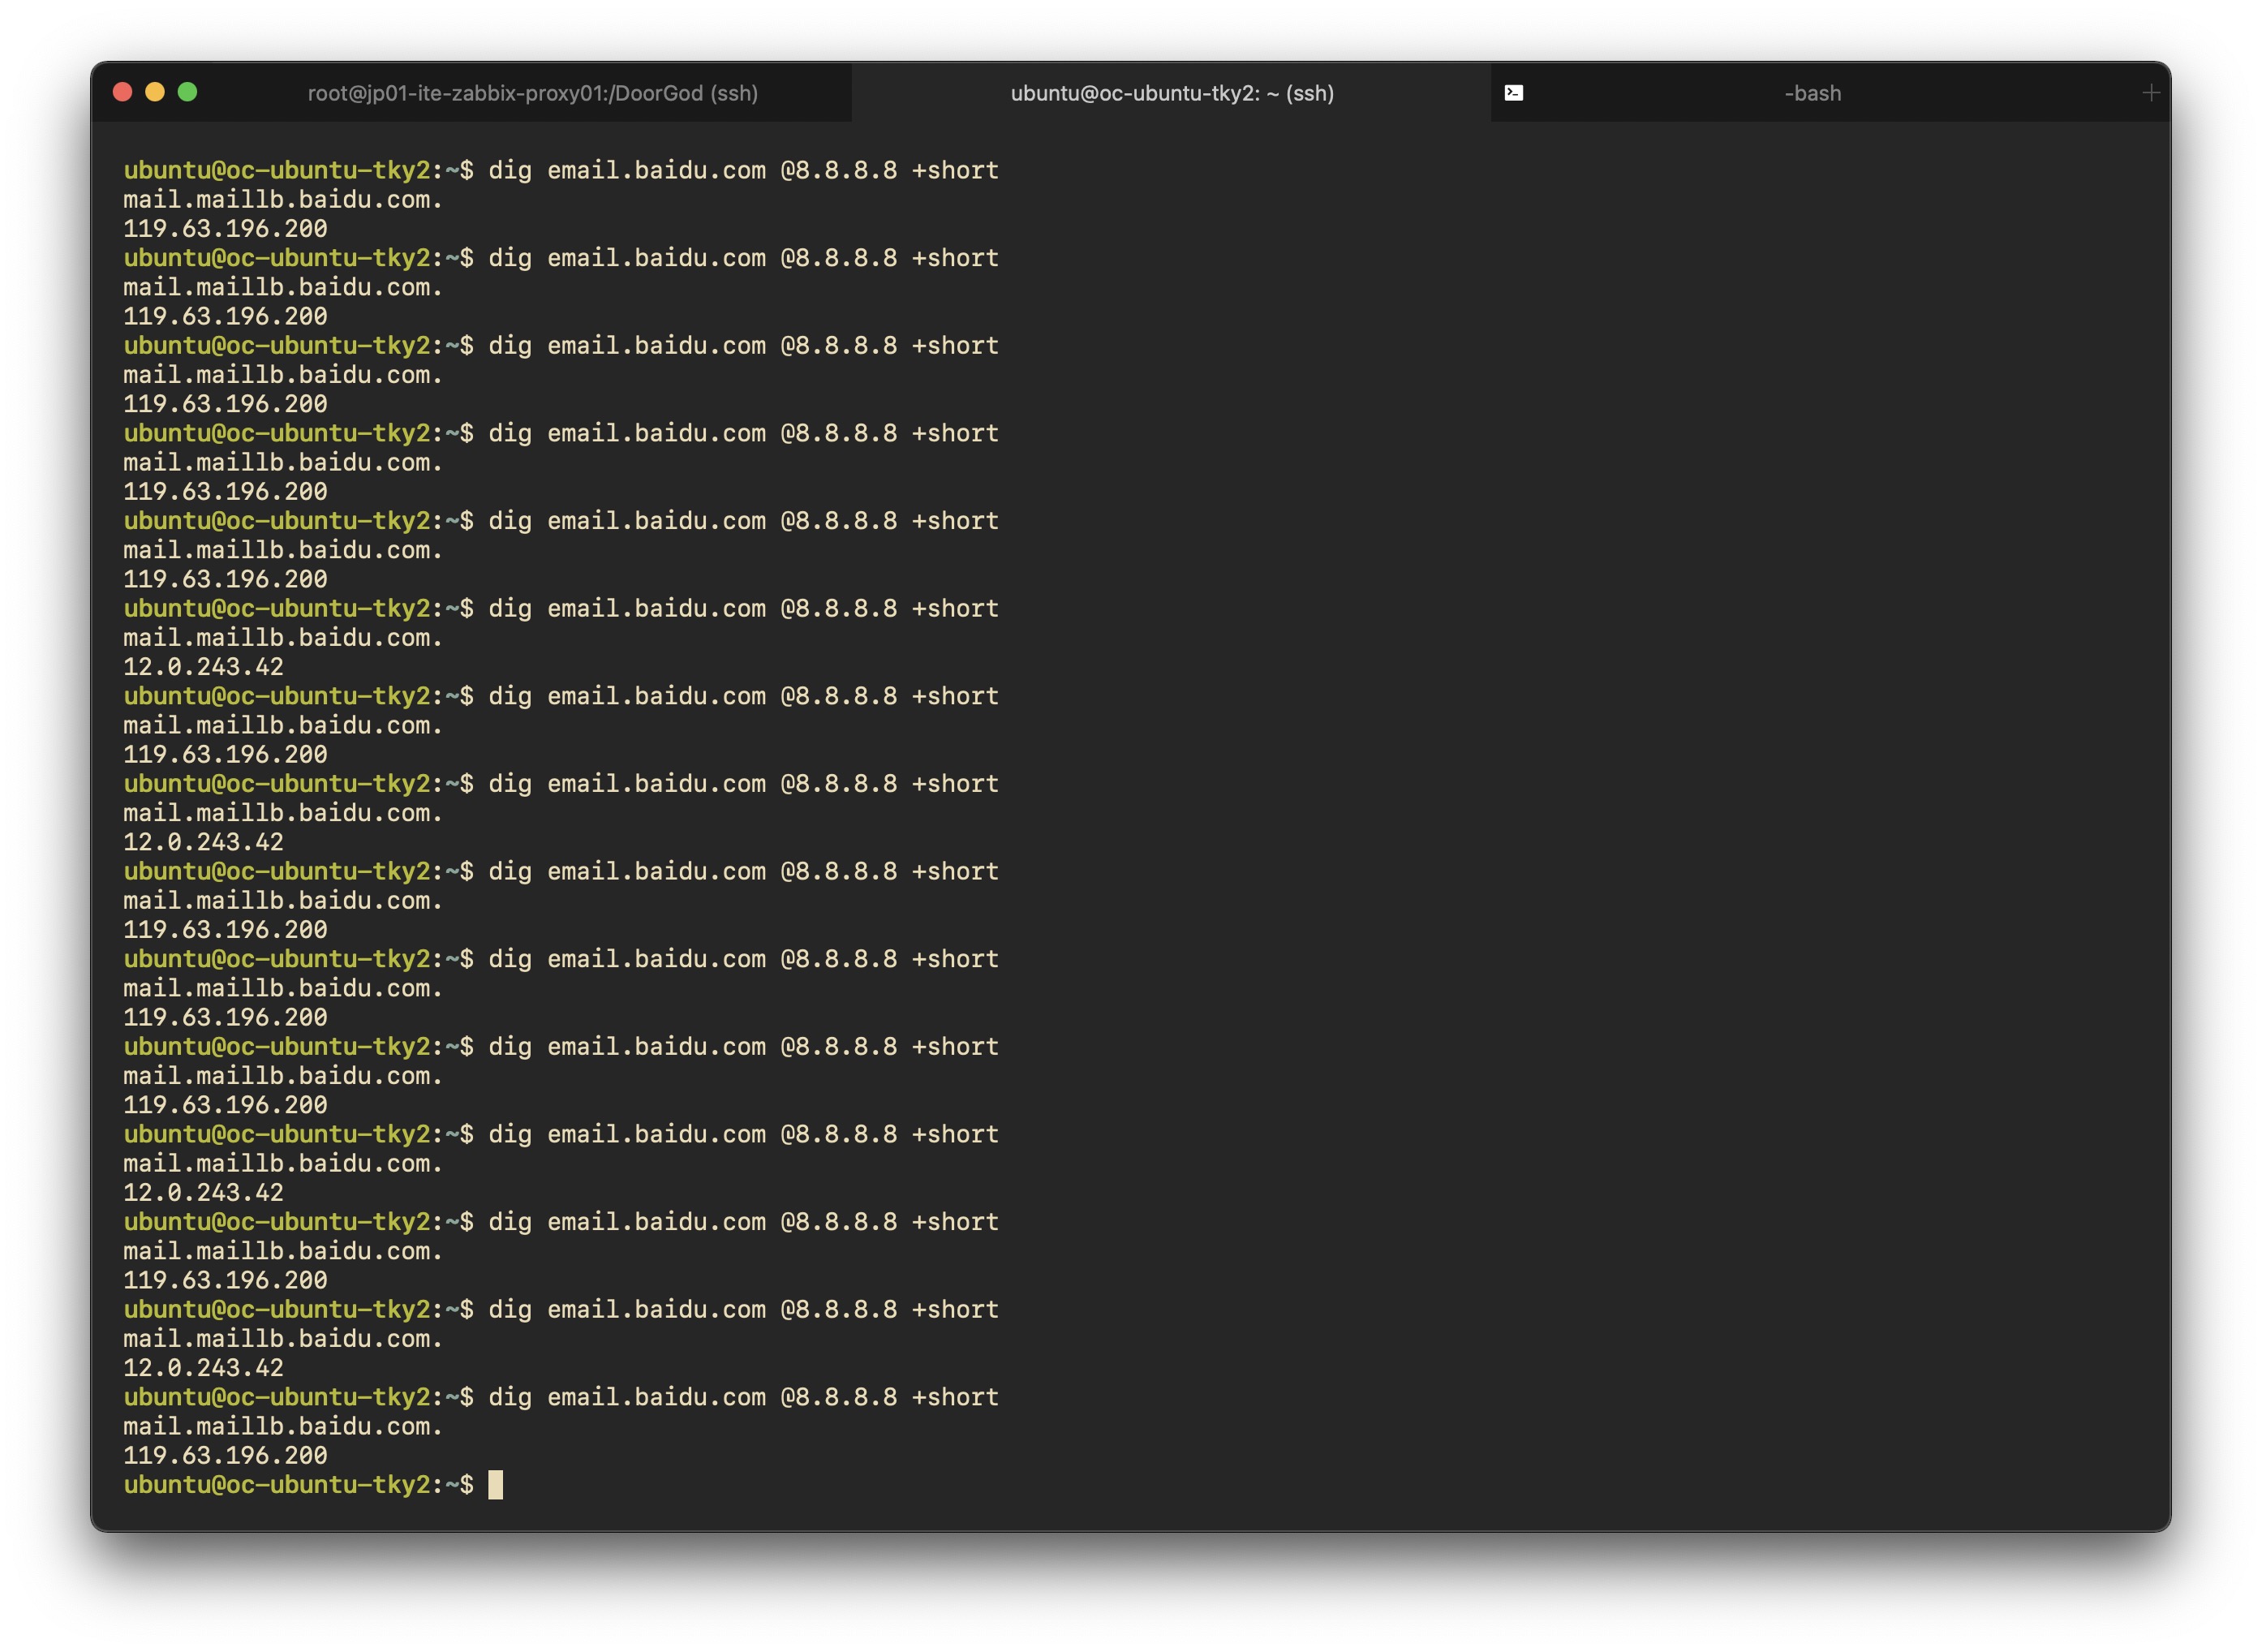 root@jp01-ite-zabbix-proxy01:/DoorGod (ssh)
ubuntu@oc-ubuntu-tky2: ~ (ssh)
-bash
ubuntu@oc-ubuntu-tky2:~$ dig email.baidu.com @8.8.8.8 +short
mail.maillb.baidu.com.
119.63.196.200
ubuntu@oc-ubuntu-tky2:~$ dig email.baidu.com @8.8.8.8 +short
mail.maillb.baidu.com.
119.63.196.200
ubuntu@oc-ubuntu-tky2:~$ dig email.baidu.com @8.8.8.8 +short
mail.maillb.baidu.com.
119.63.196.200
ubuntu@oc-ubuntu-tky2:~$ dig email.baidu.com @8.8.8.8 +short
mail.maillb.baidu.com.
119.63.196.200
ubuntu@oc-ubuntu-tky2:~$ dig email.baidu.com @8.8.8.8 +short
mail.maillb.baidu.com.
119.63.196.200
ubuntu@oc-ubuntu-tky2:~$ dig email.baidu.com @8.8.8.8 +short
mail.maillb.baidu.com.
12.0.243.42
ubuntu@oc-ubuntu-tky2:~$ dig email.baidu.com @8.8.8.8 +short
mail.maillb.baidu.com.
119.63.196.200
ubuntu@oc-ubuntu-tky2:~$ dig email.baidu.com @8.8.8.8 +short
mail.maillb.baidu.com.
12.0.243.42
ubuntu@oc-ubuntu-tky2:~$ dig email.baidu.com @8.8.8.8 +short
mail.maillb.baidu.com.
119.63.196.200
ubuntu@oc-ubuntu-tky2:~$ dig email.baidu.com @8.8.8.8 +short
mail.maillb.baidu.com.
119.63.196.200
ubuntu@oc-ubuntu-tky2:~$ dig email.baidu.com @8.8.8.8 +short
mail.maillb.baidu.com.
119.63.196.200
ubuntu@oc-ubuntu-tky2:~$ dig email.baidu.com @8.8.8.8 +short
mail.maillb.baidu.com.
12.0.243.42
ubuntu@oc-ubuntu-tky2:~$ dig email.baidu.com @8.8.8.8 +short
mail.maillb.baidu.com.
119.63.196.200
ubuntu@oc-ubuntu-tky2:~$ dig email.baidu.com @8.8.8.8 +short
mail.maillb.baidu.com.
12.0.243.42
ubuntu@oc-ubuntu-tky2:~$ dig email.baidu.com @8.8.8.8 +short
mail.maillb.baidu.com.
119.63.196.200
ubuntu@oc-ubuntu-tky2:~$